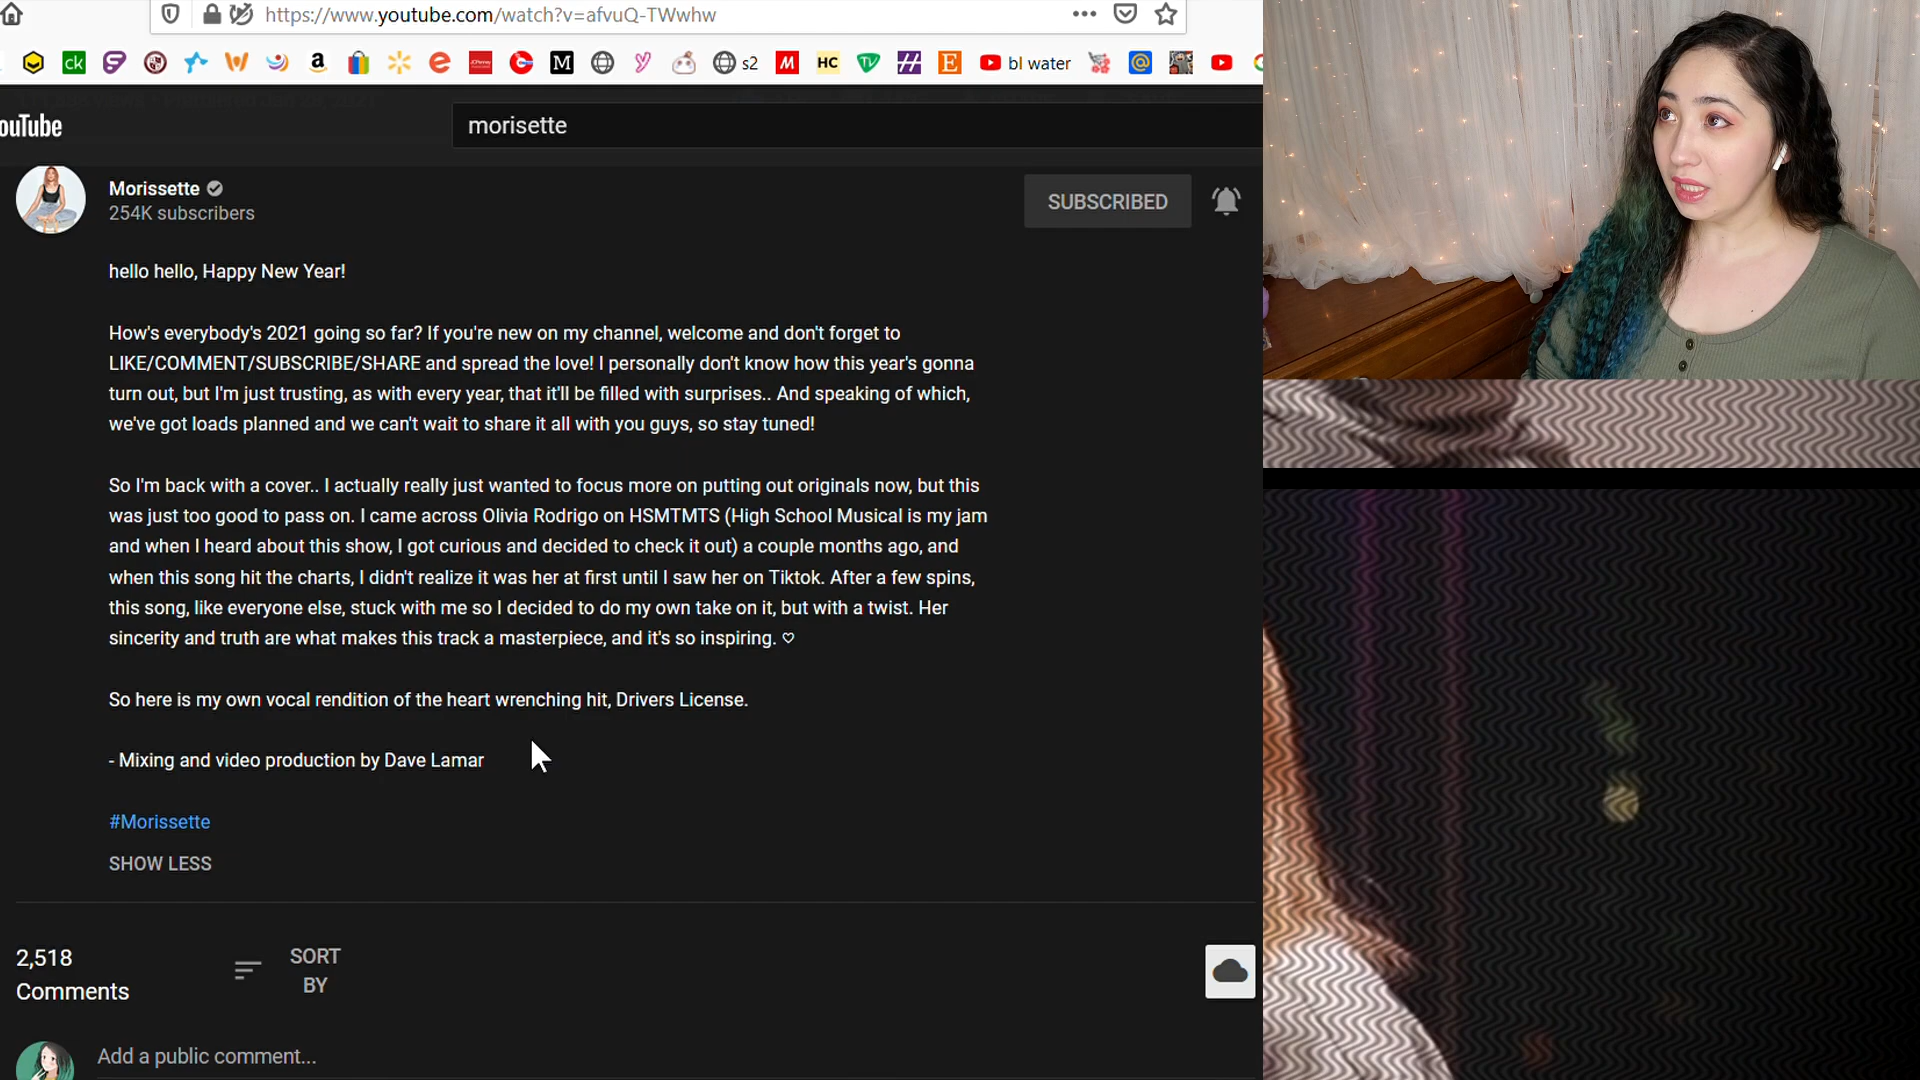 https://www.youtube.com/watch?v=afvuQ-TWwhw
ck
a
e
M
s2
M
HC
TV
E
bl water
ouTube
morisette
Morissette
254K subscribers
SUBSCRIBED
hello hello, Happy New Year!
How's everybody's 2021 going so far? If you're new on my channel, welcome and don't forget to
LIKE/COMMENT/SUBSCRIBE/SHARE and spread the love! I personally don't know how this year's gonna
turn out, but I'm just trusting, as with every year, that it'll be filled with surprises.. And speaking of which,
we've got loads planned and we can't wait to share it all with you guys, so stay tuned!
So I'm back with a cover.. I actually really just wanted to focus more on putting out originals now, but this
was just too good to pass on. I came across Olivia Rodrigo on HSMTMTS (High School Musical is my jam
and when I heard about this show, I got curious and decided to check it out) a couple months ago, and
when this song hit the charts, I didn't realize it was her at first until I saw her on Tiktok. After a few spins,
this song, like everyone else, stuck with me so I decided to do my own take on it, but with a twist. Her
sincerity and truth are what makes this track a masterpiece, and it's so inspiring. ♡
So here is my own vocal rendition of the heart wrenching hit, Drivers License.
- Mixing and video production by Dave Lamar
#Morissette
SHOW LESS
2,518
Comments
SORT
BY
Add a public comment...